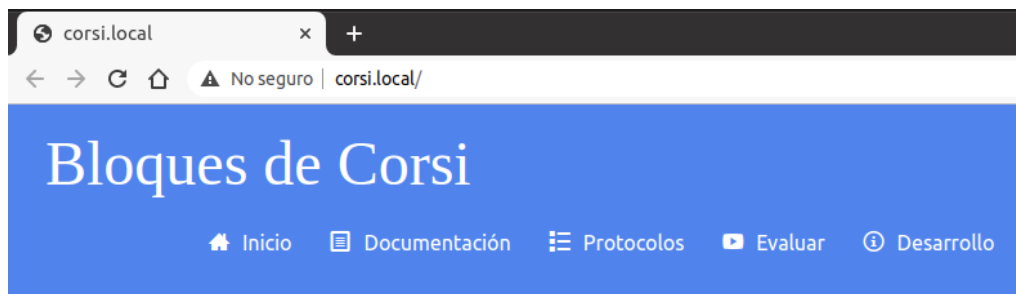 corsi.local
No seguro | corsi.local/
Bloques de Corsi
Inicio Documentación Protocolos Evaluar Desarrollo